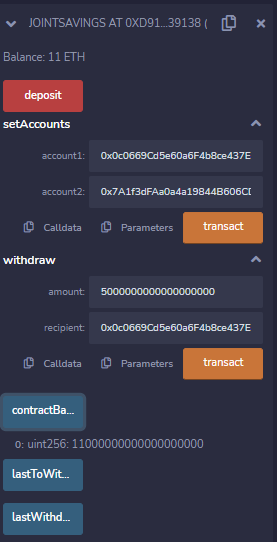 JOINTSAVINGS AT 0XD91...39138 (
Balance: 11 ETH
deposit
setAccounts
account1: 0x0c0669Cd5e60a6F4b8ce437E
account2: 0x7A1f3dFAa0a4a19844B606CD
Calldata Parameters transact
withdraw
amount: 5000000000000000000
recipient: 0x0c0669Cd5e60a6F4b8ce437E
Calldata Parameters transact
contractBa...
0: uint256: 11000000000000000000
lastToWit...
lastWithd...